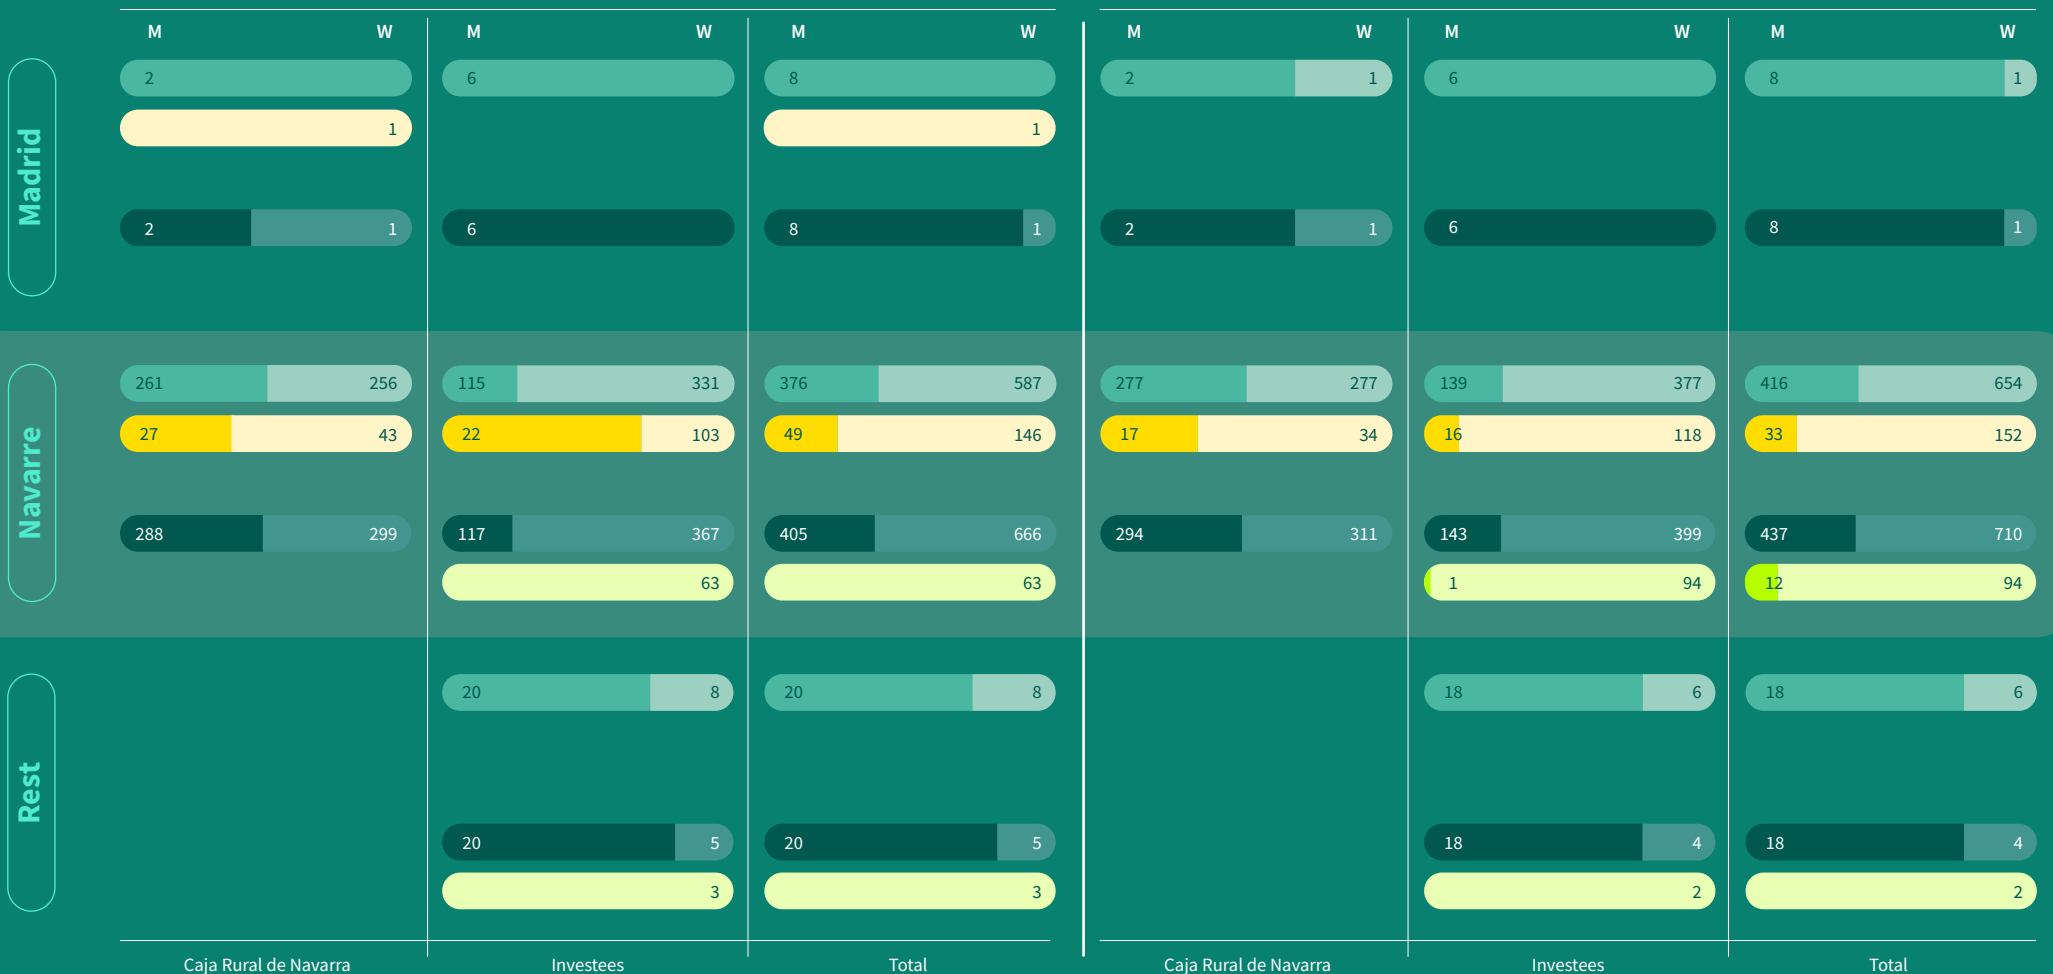 M W M W M W M W M W M W
Madrid
2 6 8 2 1 6 8 1
1 1
2 1 6 8 1 2 1 6 8 1
Navarre
261 256 115 331 376 587 277 277 139 377 416 654
27 43 22 103 49 146 17 34 16 118 33 152
288 299 117 367 405 666 294 311 143 399 437 710
63 63 1 94 12 94
Rest
20 8 20 8 18 6 18 6
20 5 20 5 18 4 18 4
3 3 2 2
Caja Rural de Navarra Investees Total Caja Rural de Navarra Investees Total